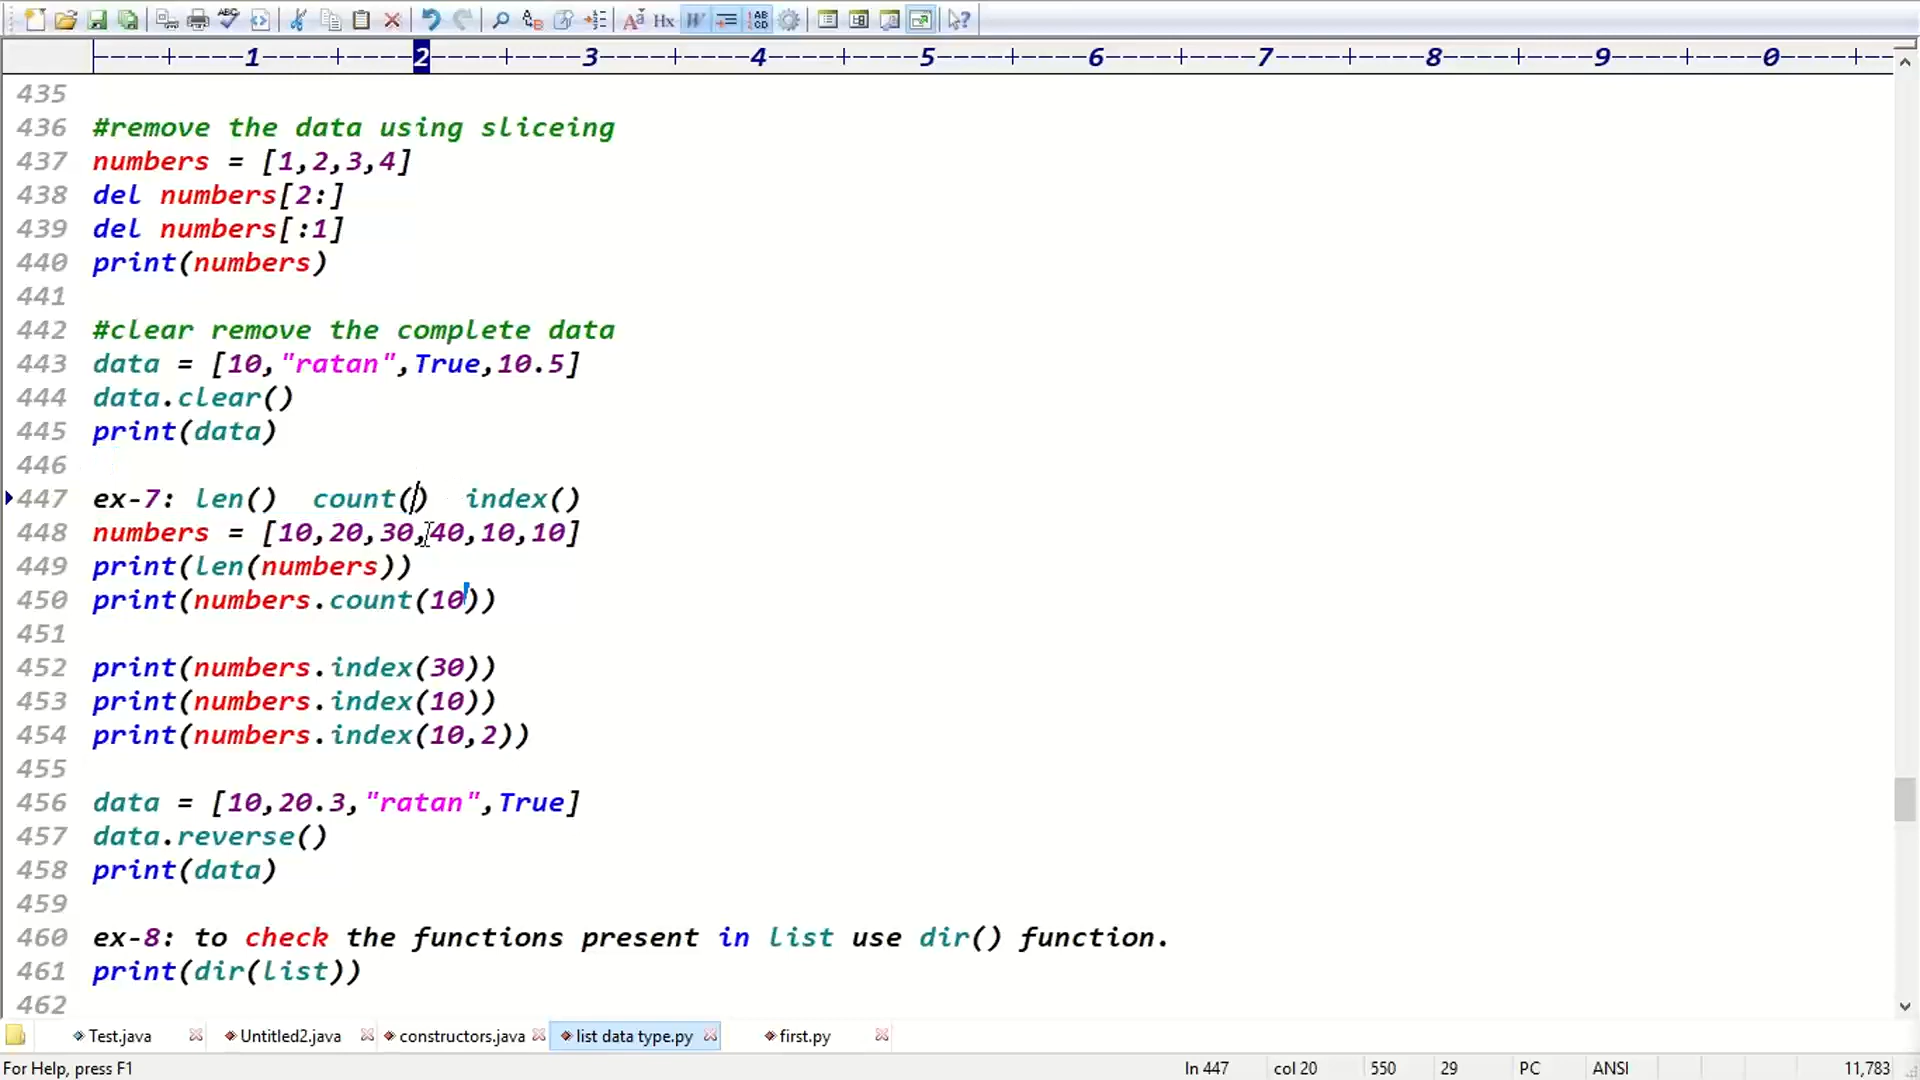 ----+----1----+----2----+----3----+----4----+----5----+----6----+----7----+----8----+----9----+----0----+--
435
436 #remove the data using sliceing
437 numbers = [1,2,3,4]
438 del numbers[2:]
439 del numbers[:1]
440 print(numbers)
441
442 #clear remove the complete data
443 data = [10,"ratan",True,10.5]
444 data.clear()
445 print(data)
446
447 ex-7: len()  count()  index()
448 numbers = [10,20,30,40,10,10]
449 print(len(numbers))
450 print(numbers.count(10))
451
452 print(numbers.index(30))
453 print(numbers.index(10))
454 print(numbers.index(10,2))
455
456 data = [10,20.3,"ratan",True]
457 data.reverse()
458 print(data)
459
460 ex-8: to check the functions present in list use dir() function.
461 print(dir(list))
462
Test.java Untitled2.java constructors.java list data type.py first.py
For Help, press F1 ln 447 col 20 550 29 PC ANSI 11,783